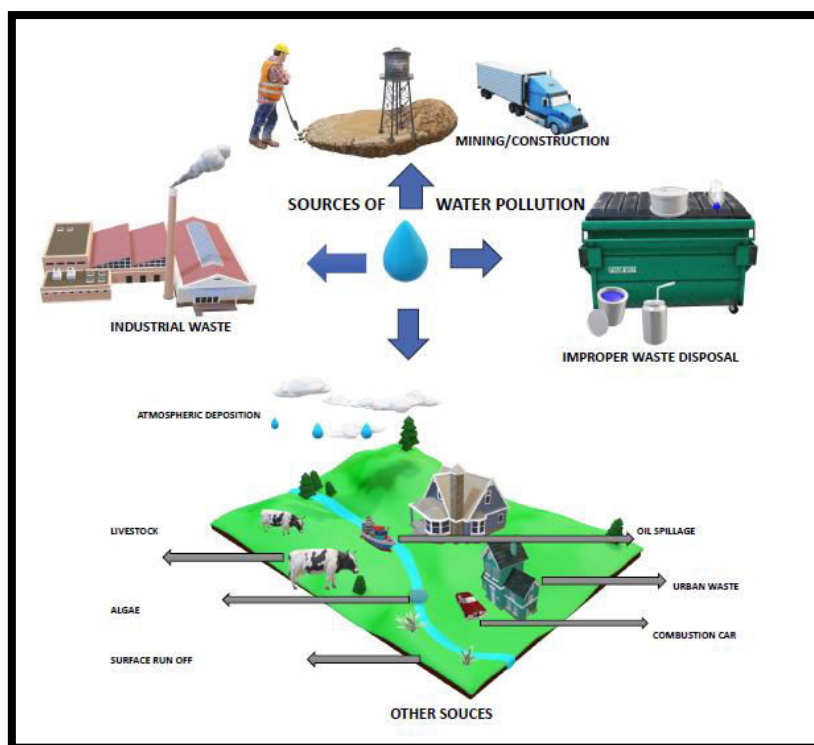 MINING/CONSTRUCTION
SOURCES OF WATER POLLUTION
INDUSTRIAL WASTE
IMPROPER WASTE DISPOSAL
ATMOSPHERIC DEPOSITION
LIVESTOCK
OIL SPILLAGE
URBAN WASTE
ALGAE
COMBUSTION CAR
SURFACE RUN OFF
OTHER SOUCES